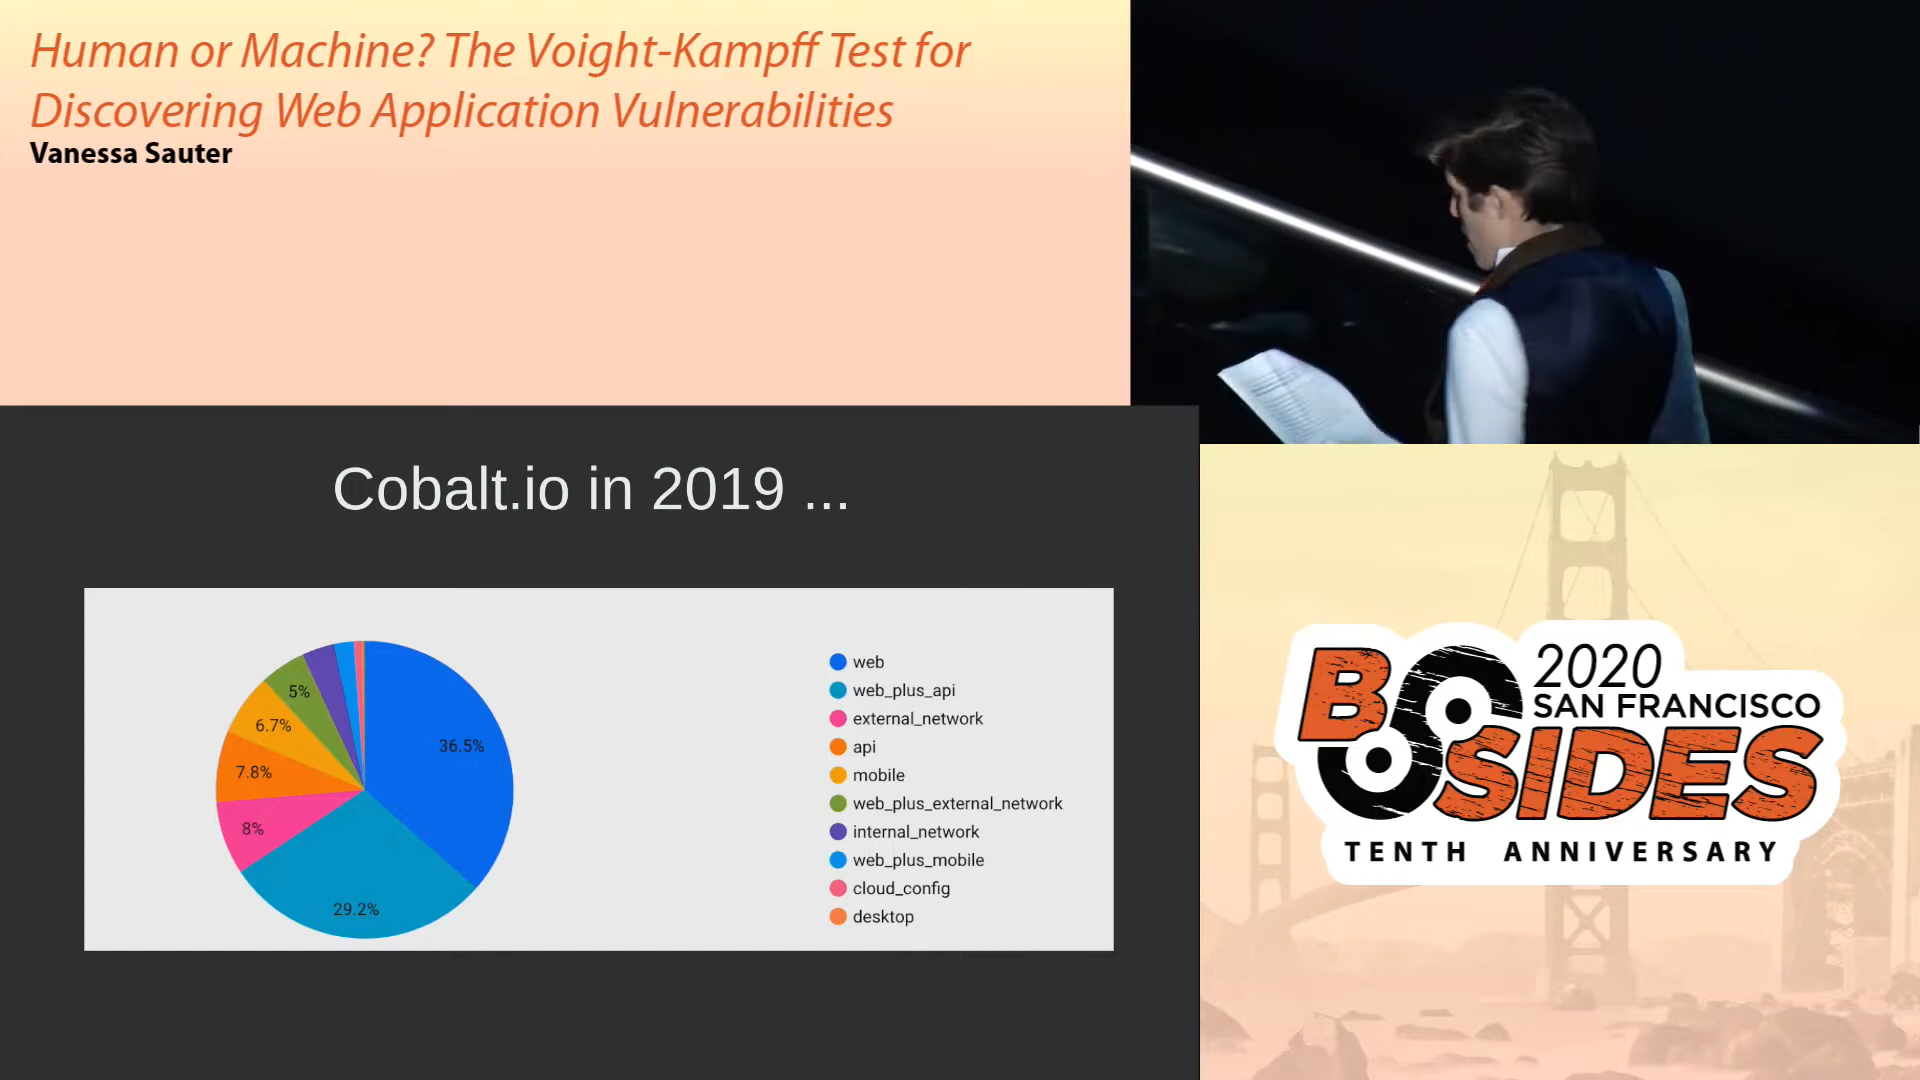 Human or Machine? The Voight-Kampff Test for
Discovering Web Application Vulnerabilities
Vanessa Sauter
Cobalt.io in 2019 ...
5%
6.7%
36.5%
7.8%
8%
29.2%
web
web_plus_api
external_network
api
mobile
web_plus_external_network
internal_network
web_plus_mobile
cloud_config
desktop
2020
SAN FRANCISCO
BSIDES
TENTH ANNIVERSARY